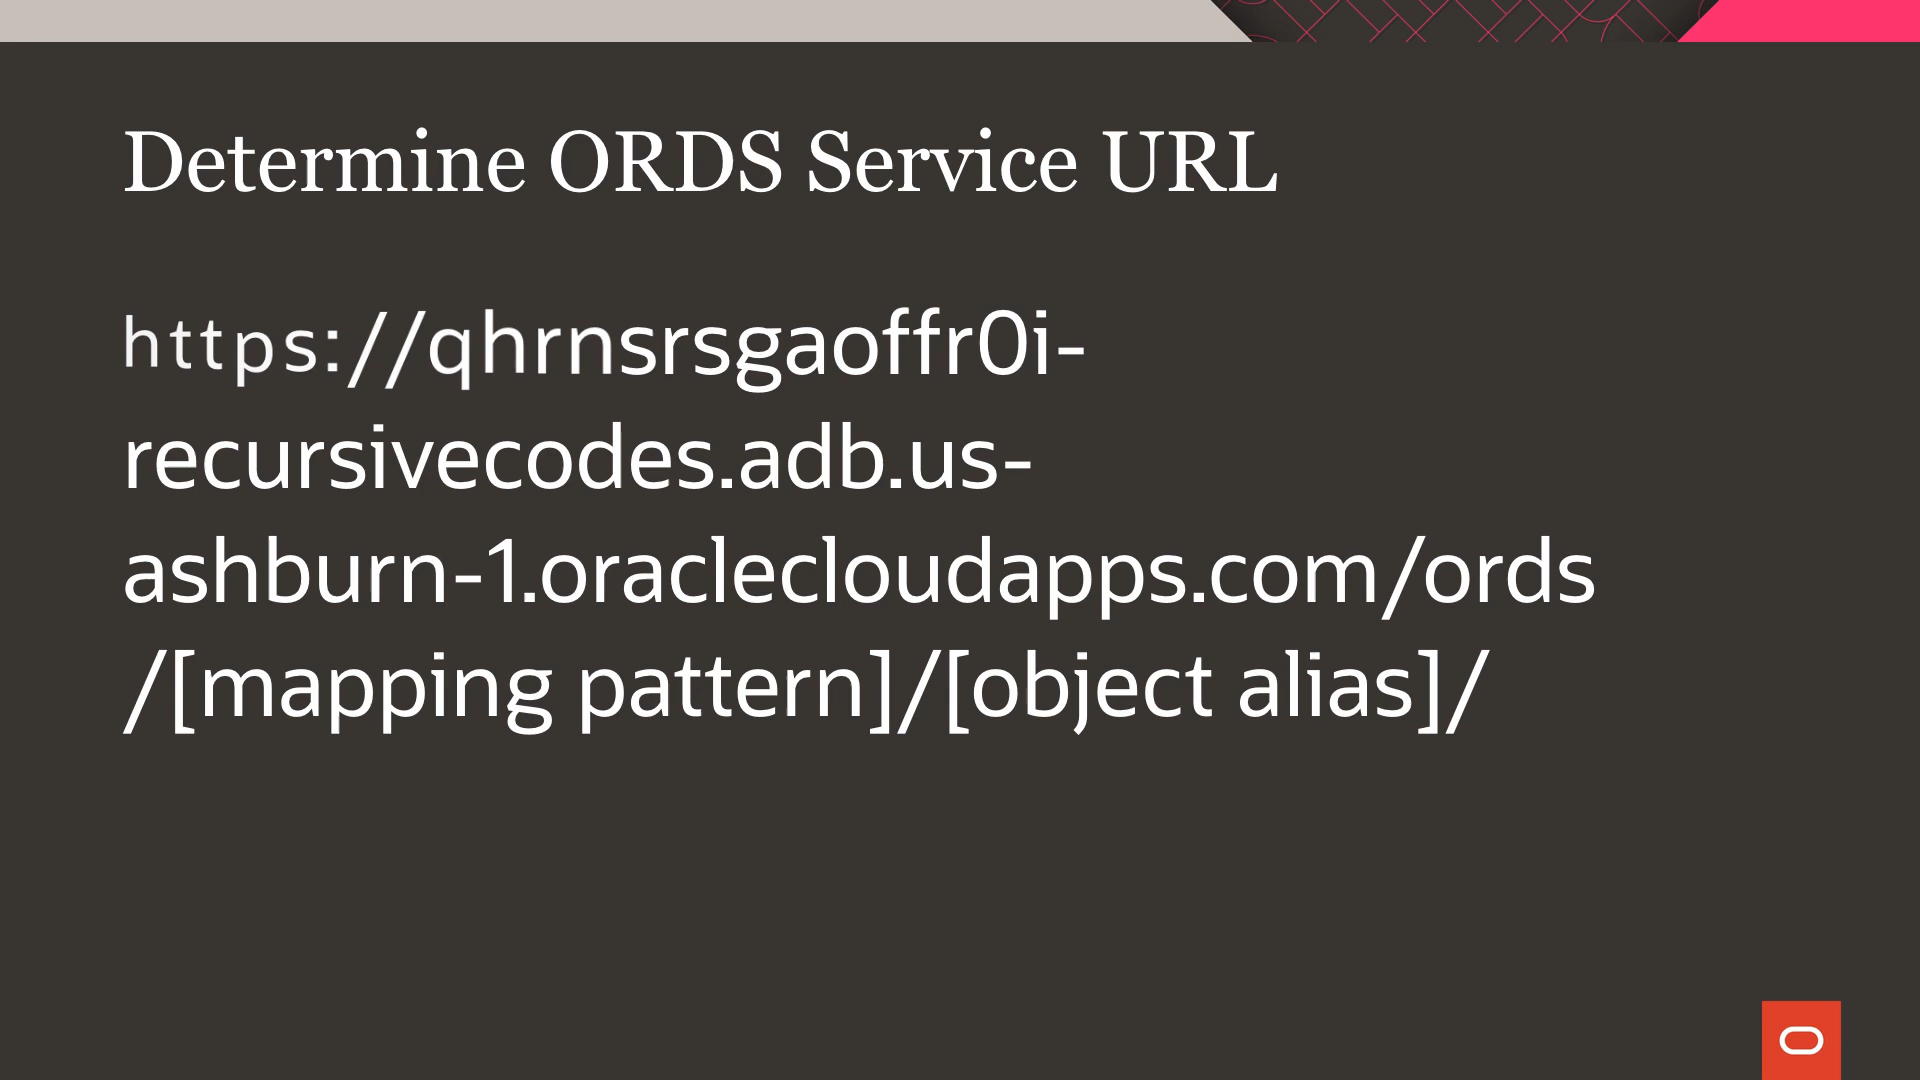 Determine ORDS Service URL
https://qhrnsrsgaoffr0i-
recursivecodes.adb.us-
ashburn-1.oraclecloudapps.com/ords
/[mapping pattern]/[object alias]/